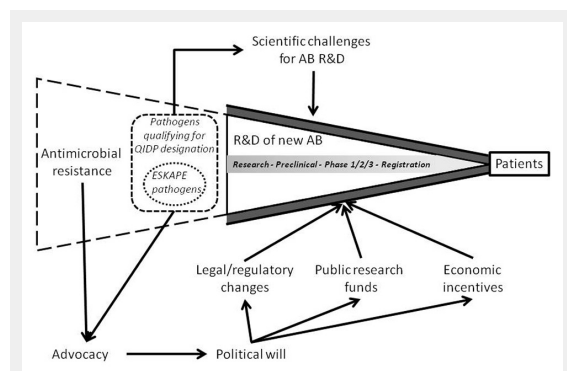 Scientific challenges
for AB R&D
Pathogens
qualifying for
QIDP designation
R&D of new AB
Antimicrobial
resistance
Research - Preclinical - Phase 1/2/3 - Registration
Patients
ESKAPE
pathogens
Legal/regulatory
changes
Public research
funds
Economic
incentives
Advocacy
Political will